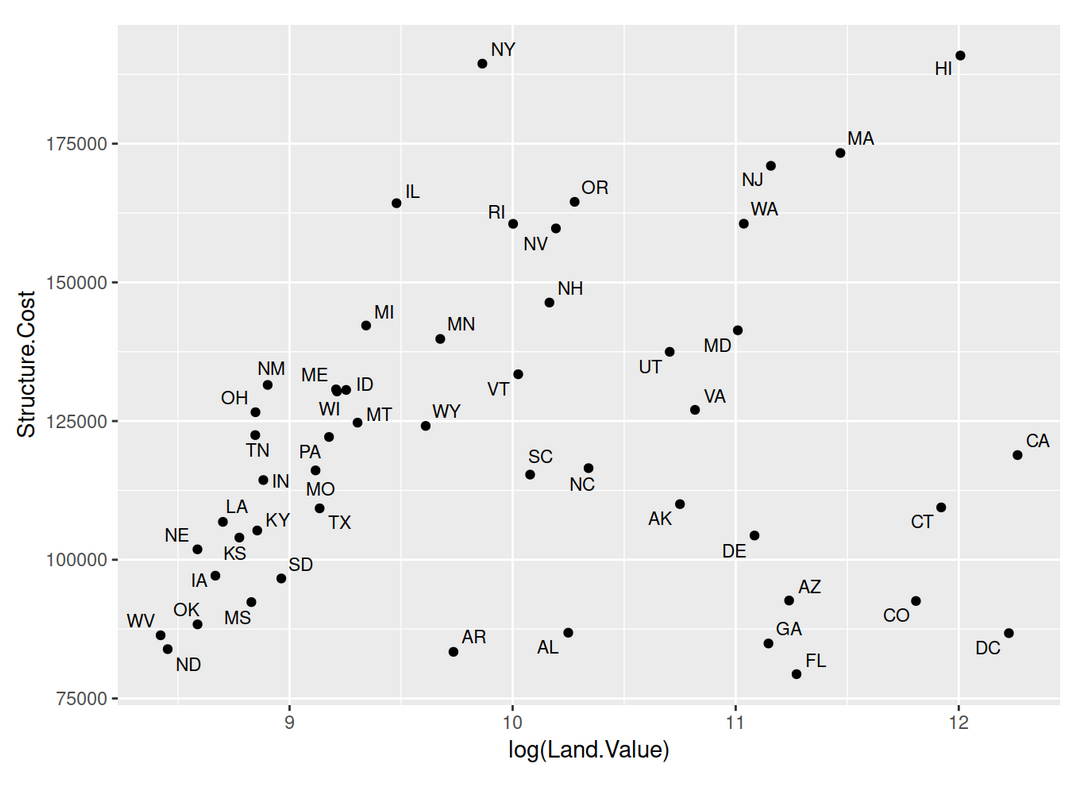 NY
HI
175000
MA
NJ
IL
OR
RI
WA
NV
150000
NH
MI
MN
MD
UT
NM
ME
ID
VT
OH
WI
MT
WY
VA
125000
TN
PA
SC
CA
IN
MO
NC
LA
KY
TX
AK
CT
NE
KS
DE
100000
IA
SD
OK
MS
AZ
CO
WV
ND
AR
AL
GA
DC
FL
75000
9
10
11
12
log(Land.Value)
Structure.Cost